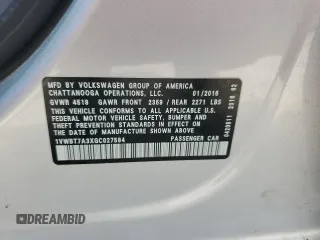 MFD BY VOLKSWAGEN GROUP OF AMERICA
CHATTANOOGA OPERATIONS, LLC. 01/2016
GVWR 4519 GAWR FRONT 2359 / REAR 2271 LBS
THIS VEHICLE CONFORMS TO ALL APPLICABLE U.S.
FEDERAL MOTOR VEHICLE SAFETY, BUMPER AND
THEFT PREVENTION STANDARDS IN EFFECT ON THE
DATE OF MANUFACTURE SHOWN ABOVE.
1VWBT7A3XGC027584 PASSENGER CAR
DREAMBID